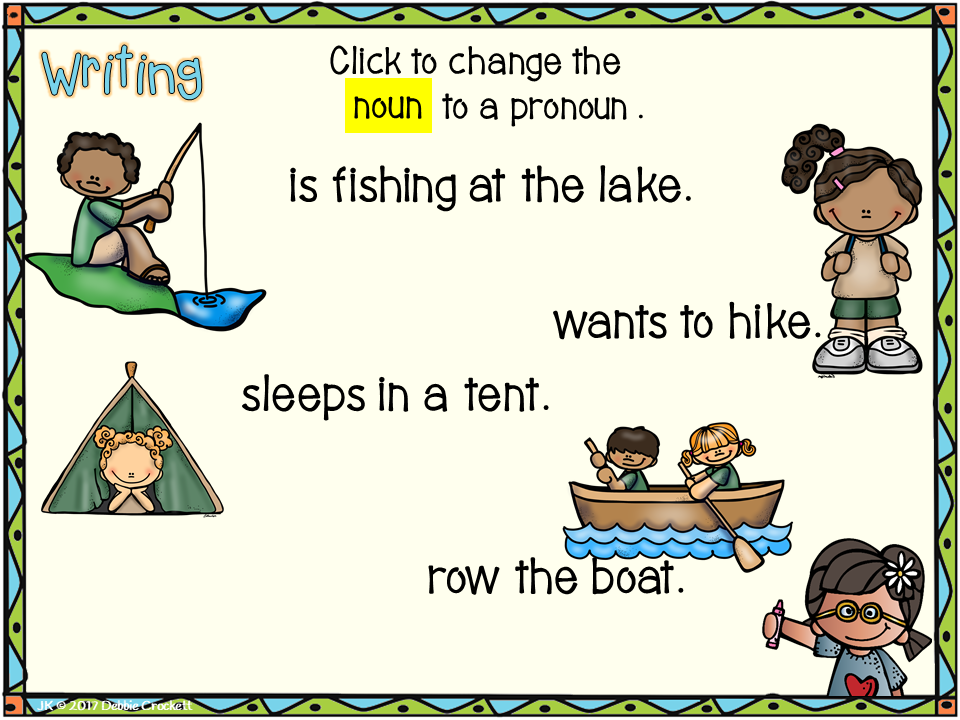 Writing
Click to change the
noun to a pronoun .
is fishing at the lake.
wants to hike.
sleeps in a tent.
row the boat.
JK © 2017 Debbie Crockett